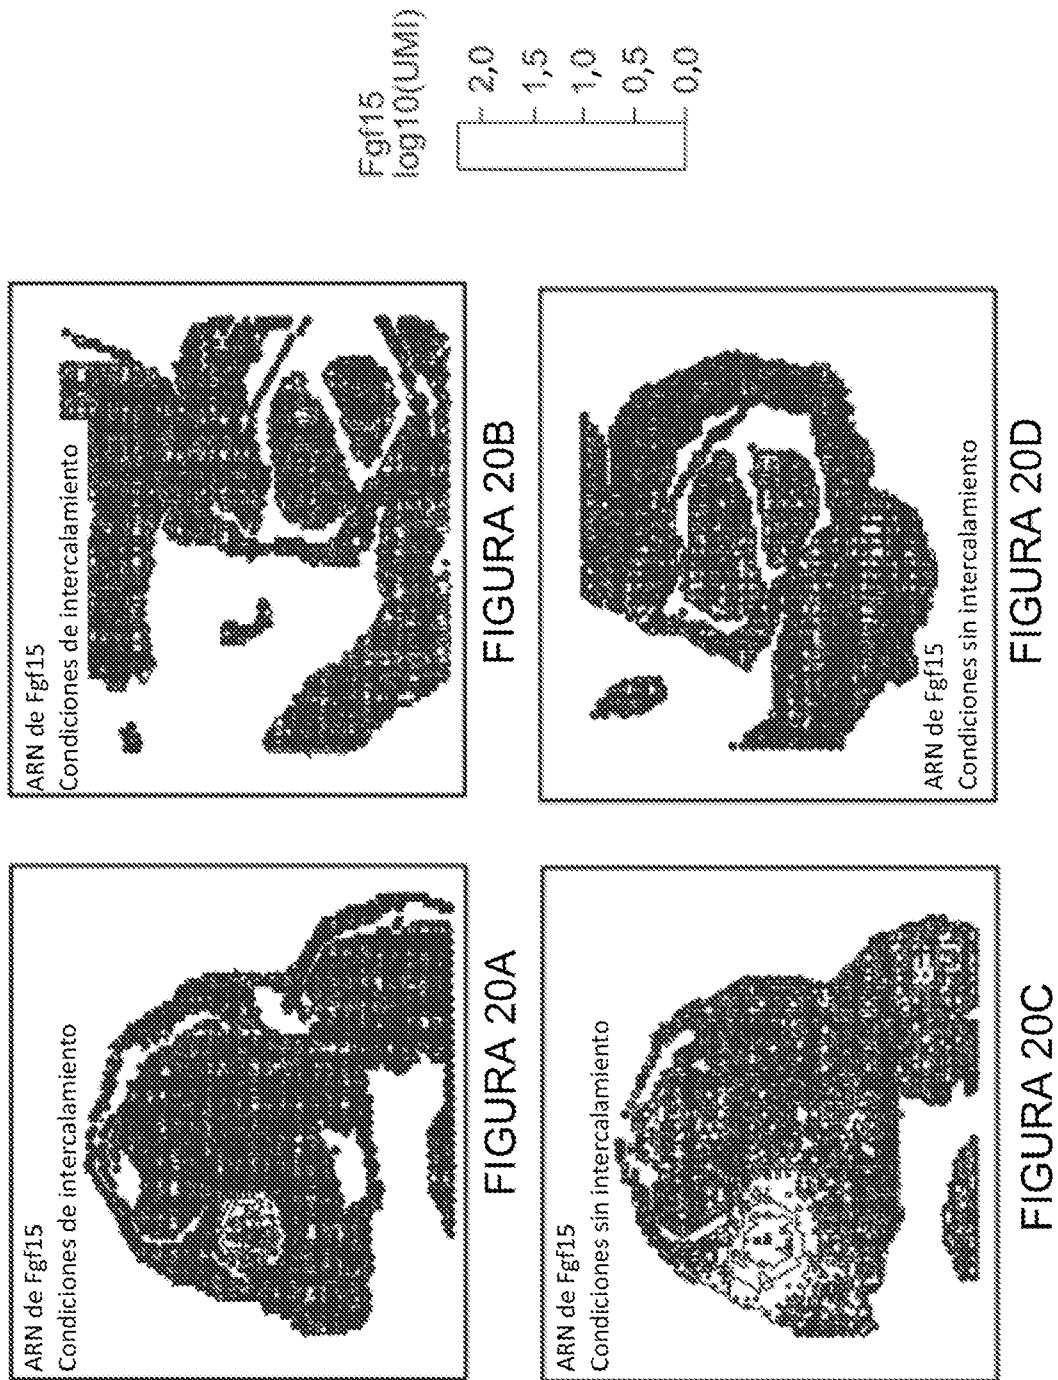 ARN de Fgf15
Condiciones de intercalamiento
FIGURA 20A
ARN de Fgf15
Condiciones de intercalamiento
FIGURA 20B
Fgf15
log10(UMI)
2,0
1,5
1,0
0,5
0,0
ARN de Fgf15
Condiciones sin intercalamiento
FIGURA 20C
ARN de Fgf15
Condiciones sin intercalamiento
FIGURA 20D